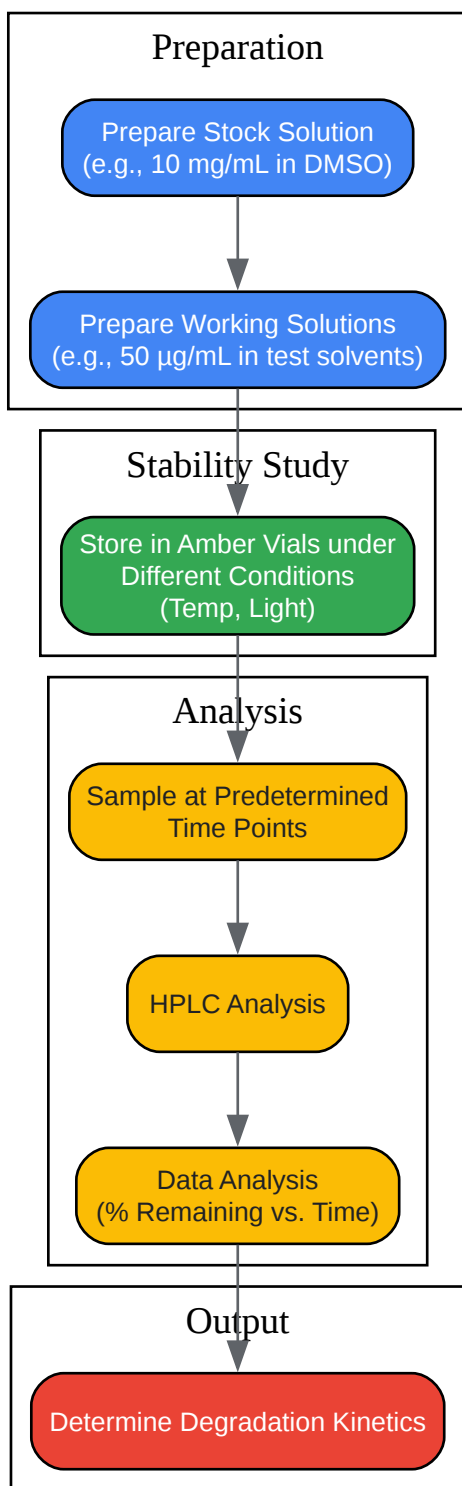 Preparation
Prepare Stock Solution
(e.g., 10 mg/mL in DMSO)
Prepare Working Solutions
(e.g., 50 µg/mL in test solvents)
Stability Study
Store in Amber Vials under
Different Conditions
(Temp, Light)
Analysis
Sample at Predetermined
Time Points
HPLC Analysis
Data Analysis
(% Remaining vs. Time)
Output
Determine Degradation Kinetics